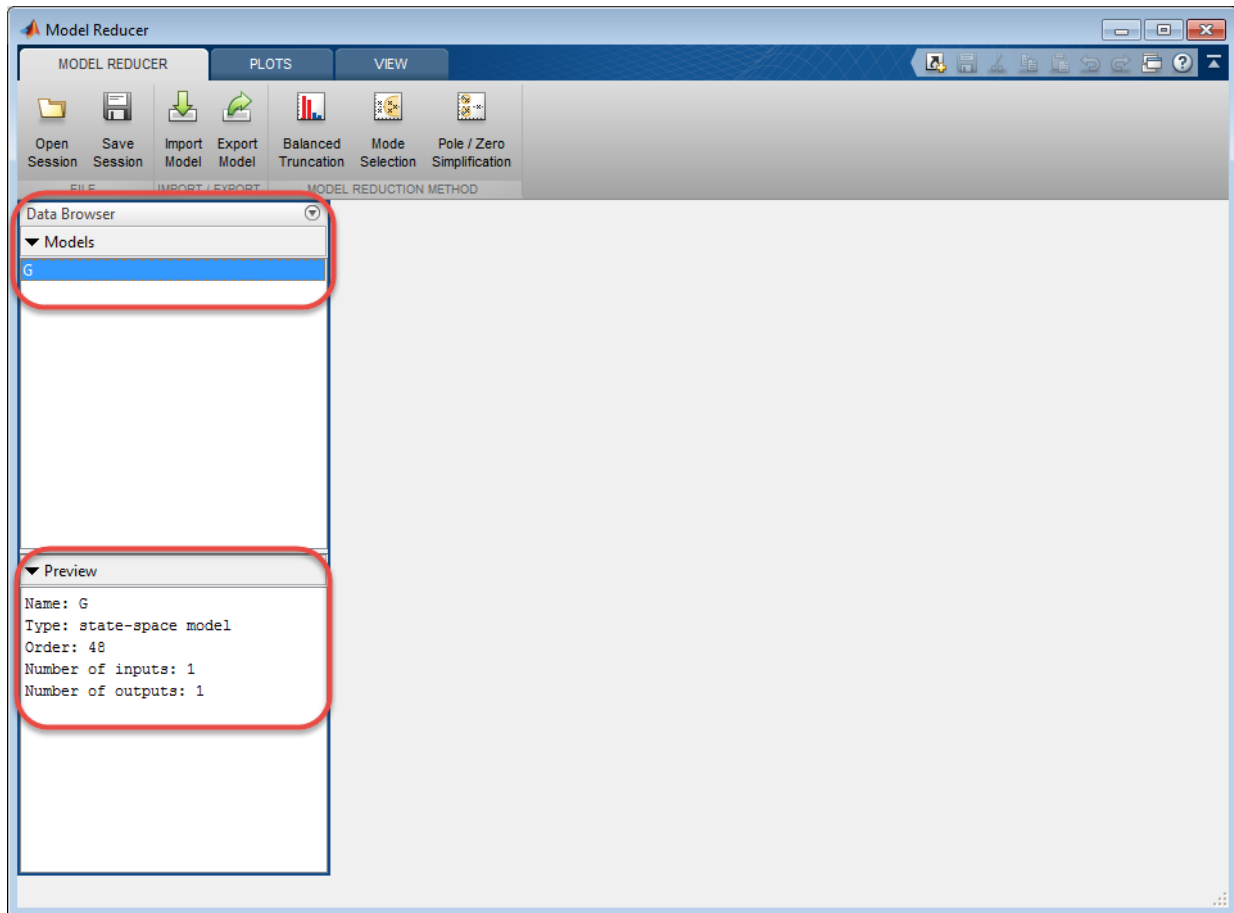 Model Reducer
MODEL REDUCER PLOTS VIEW
Open Session
Save Session
Import Model
Export Model
Balanced Truncation
Mode Selection
Pole / Zero Simplification
FILE IMPORT / EXPORT MODEL REDUCTION METHOD
Data Browser
Models
G
Preview
Name: G
Type: state-space model
Order: 48
Number of inputs: 1
Number of outputs: 1